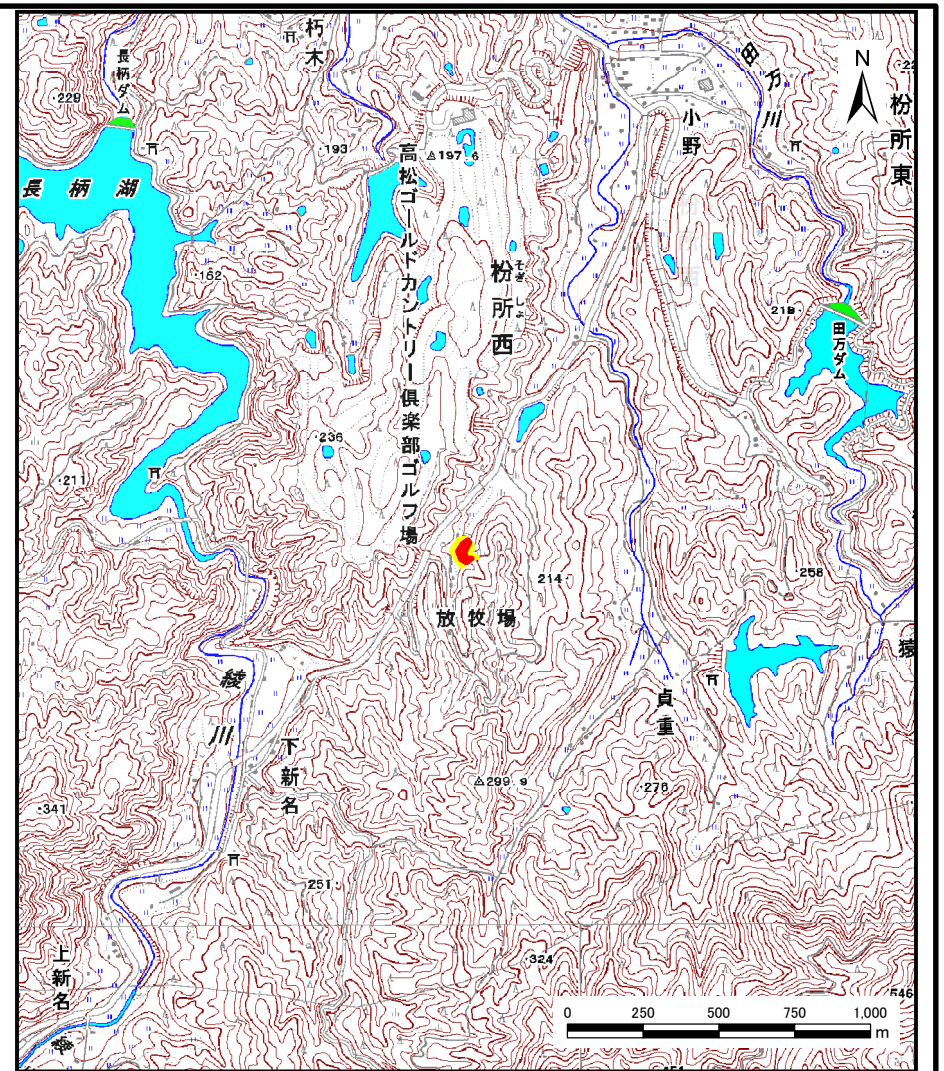 朽木
長柄ダム
田万川
N
·229
枌所東
小野
·193
△197.6
長柄湖
高松ゴールドカントリー倶楽部ゴルフ場
·162
枌所西
そぎしょ
219·
田万ダム
·236
·211
214·
·258
放牧場
猿
綾川
貞重
下新名
△299.9
·276
·341
251·
·324
上新名
546
0 250 500 750 1,000
m